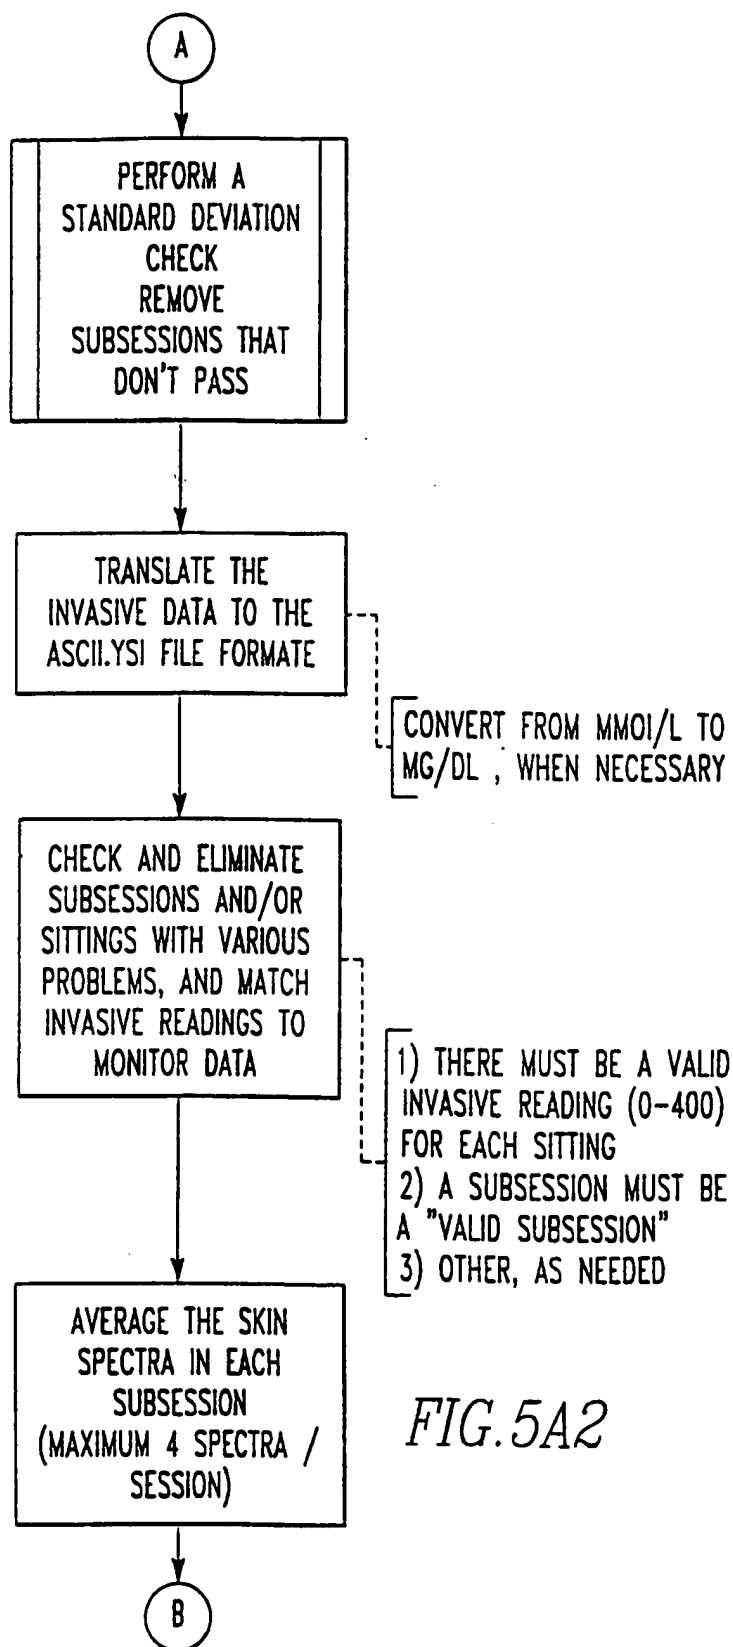 A
PERFORM A
STANDARD DEVIATION
CHECK
REMOVE
SUBSESSIONS THAT
DON'T PASS
TRANSLATE THE
INVASIVE DATA TO THE
ASCII.YSI FILE FORMATE
CONVERT FROM MMOl/L TO
MG/DL , WHEN NECESSARY
CHECK AND ELIMINATE
SUBSESSIONS AND/OR
SITTINGS WITH VARIOUS
PROBLEMS, AND MATCH
INVASIVE READINGS TO
MONITOR DATA
1) THERE MUST BE A VALID
INVASIVE READING (0-400)
FOR EACH SITTING
2) A SUBSESSION MUST BE
A "VALID SUBSESSION"
3) OTHER, AS NEEDED
AVERAGE THE SKIN
SPECTRA IN EACH
SUBSESSION
(MAXIMUM 4 SPECTRA /
SESSION)
FIG.5A2
B